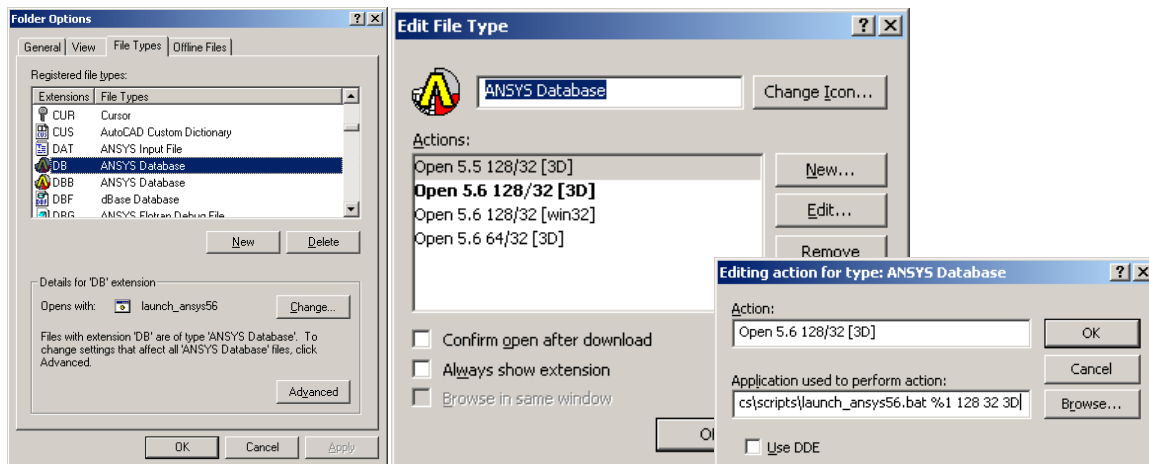 Folder Options
General
View
File Types
Offline Files
Registered file types:
Extensions
File Types
CUR
Cursor
CUS
AutoCAD Custom Dictionary
DAT
ANSYS Input File
DB
ANSYS Database
DBB
ANSYS Database
DBF
dBase Database
DBG
ANSYS Flotran Debug File
New
Delete
Details for 'DB' extension
Opens with:
launch_ansys56
Change...
Files with extension 'DB' are of type 'ANSYS Database'. To
change settings that affect all 'ANSYS Database' files, click
Advanced.
Advanced
OK
Cancel
Apply
Edit File Type
ANSYS Database
Change Icon...
Actions:
Open 5.5 128/32 [3D]
Open 5.6 128/32 [3D]
Open 5.6 128/32 [win32]
Open 5.6 64/32 [3D]
New...
Edit...
Remove
Confirm open after download
Always show extension
Browse in same window
Editing action for type: ANSYS Database
Action:
Open 5.6 128/32 [3D]
OK
Cancel
Application used to perform action:
cs\scripts\launch_ansys56.bat %1 128 32 3D
Browse...
Use DDE